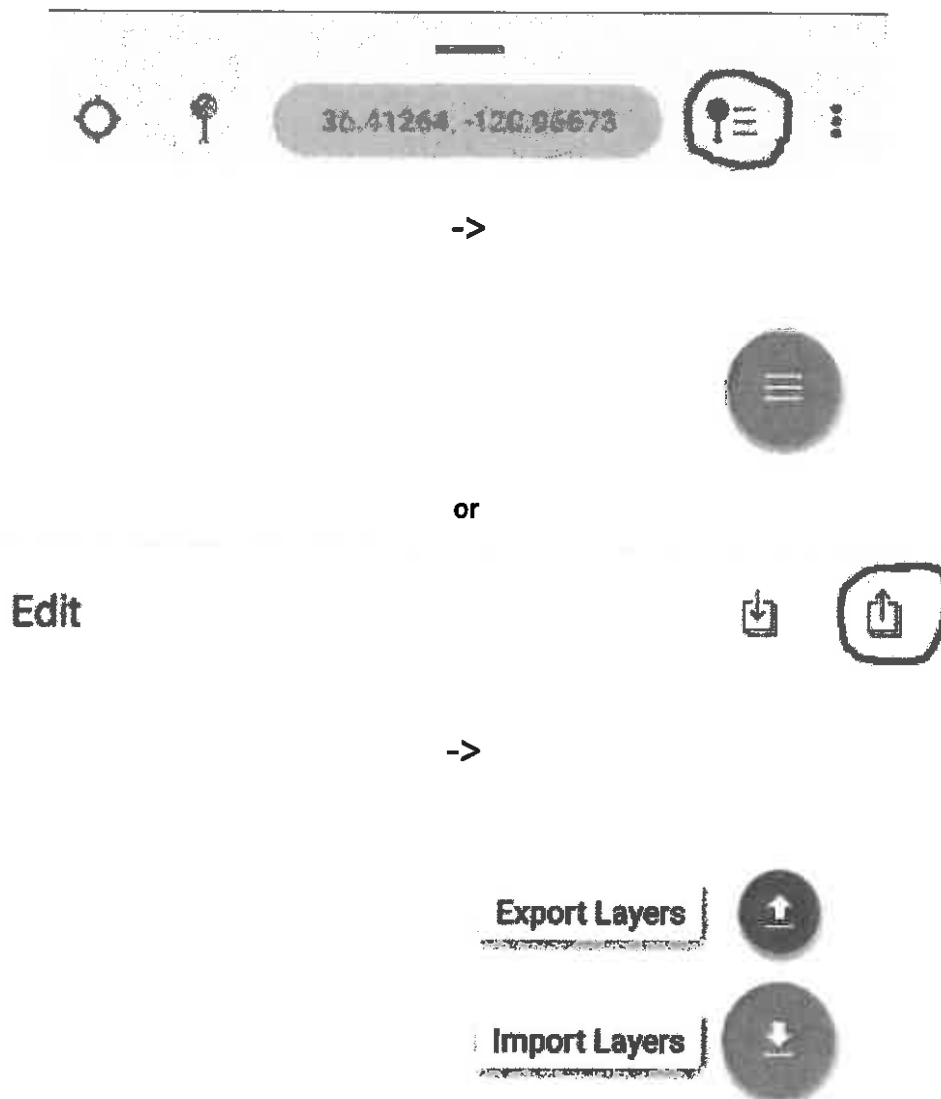 36.41264, -120.96673
->
or
Edit
->
Export Layers
Import Layers